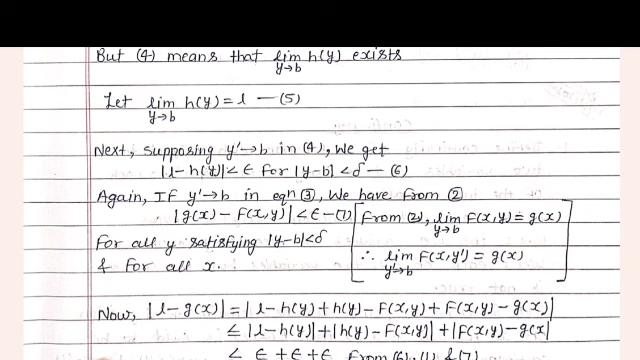 But (4) means that lim h(y) exists
y→b
Let lim h(y) = l — (5)
y→b
Next, supposing y'→b in (4), We get
|l-h(y)| < ε for |y-b| < δ — (6)
Again, If y'→b in eqn (3), We have from (2)
|g(x) - F(x,y)| < ε — (7) [From (2), lim F(x,y) = g(x)
y→b
For all y satisfying |y-b| < δ
& for all x. ∴ lim F(x,y') = g(x)]
y'→b
Now, |l-g(x)| = |l-h(y) + h(y) - F(x,y) + F(x,y) - g(x)|
≤ |l-h(y)| + |h(y) - F(x,y)| + |F(x,y) - g(x)|
< ε + ε + ε From (6), (1) & (7)